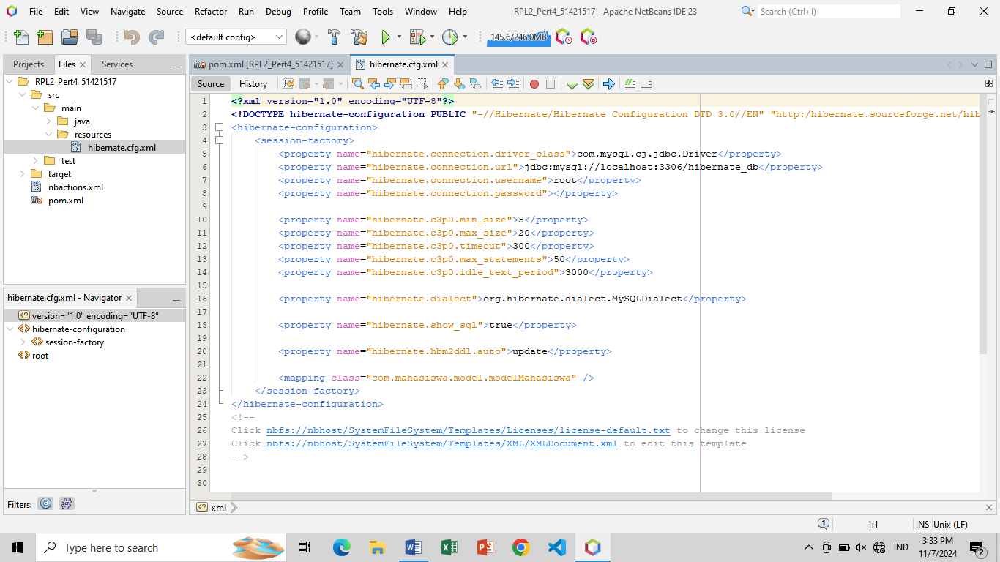 File Edit View Navigate Source Refactor Run Debug Profile Team Tools Window Help RPL2_Pert4_51421517 - Apache NetBeans IDE 23 Search (Ctrl+I)
<default config> 145.6/246.0MB
Projects Files Services
pom.xml [RPL2_Pert4_51421517] hibernate.cfg.xml
Source History
RPL2_Pert4_51421517
src
main
java
resources
hibernate.cfg.xml
test
target
nbactions.xml
pom.xml
hibernate.cfg.xml - Navigator
version="1.0" encoding="UTF-8"
hibernate-configuration
session-factory
root
Filters:
1 <?xml version="1.0" encoding="UTF-8"?>
2 <!DOCTYPE hibernate-configuration PUBLIC "-//Hibernate/Hibernate Configuration DTD 3.0//EN" "http:/hibernate.sourceforge.net/hib
3 <hibernate-configuration>
4 <session-factory>
5 <property name="hibernate.connection.driver_class">com.mysql.cj.jdbc.Driver</property>
6 <property name="hibernate.connection.url">jdbc:mysql://localhost:3306/hibernate_db</property>
7 <property name="hibernate.connection.username">root</property>
8 <property name="hibernate.connection.password"></property>
9
10 <property name="hibernate.c3p0.min_size">5</property>
11 <property name="hibernate.c3p0.max_size">20</property>
12 <property name="hibernate.c3p0.timeout">300</property>
13 <property name="hibernate.c3p0.max_statements">50</property>
14 <property name="hibernate.c3p0.idle_text_period">3000</property>
15
16 <property name="hibernate.dialect">org.hibernate.dialect.MySQLDialect</property>
17
18 <property name="hibernate.show_sql">true</property>
19
20 <property name="hibernate.hbm2ddl.auto">update</property>
21
22 <mapping class="com.mahasiswa.model.modelMahasiswa" />
23 </session-factory>
24 </hibernate-configuration>
25 <!--
26 Click nbfs://nbhost/SystemFileSystem/Templates/Licenses/license-default.txt to change this license
27 Click nbfs://nbhost/SystemFileSystem/Templates/XML/XMLDocument.xml to edit this template
28 -->
29
30
xml
1 1:1 INS Unix (LF)
Type here to search IND 3:33 PM
11/7/2024 2